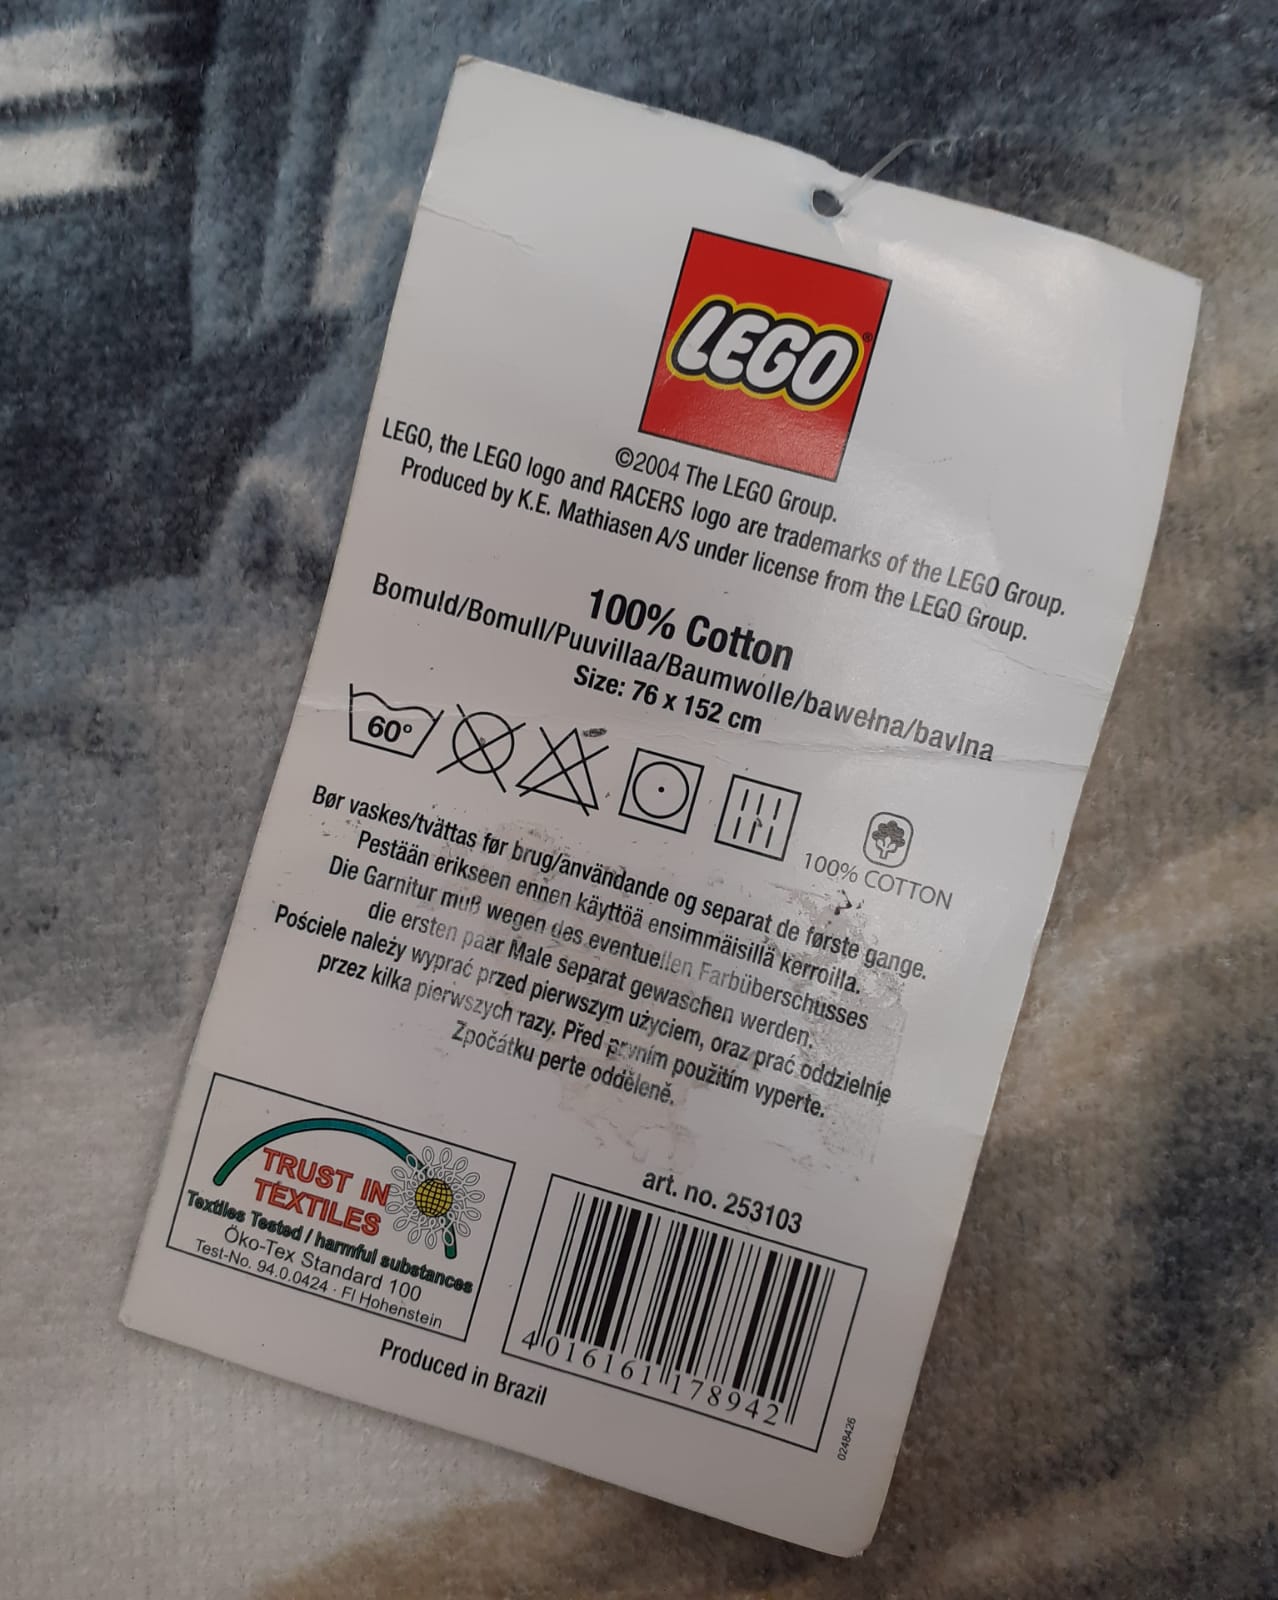 LEGO®
©2004 The LEGO Group.
LEGO, the LEGO logo and RACERS logo are trademarks of the LEGO Group.
Produced by K.E. Mathiasen A/S under license from the LEGO Group.
100% Cotton
Bomuld/Bomull/Puuvillaa/Baumwolle/bawełna/bavlna
Size: 76 x 152 cm
60°
100% COTTON
Bør vaskes/tvättas før brug/användande og separat de første gange.
Pestään erikseen ennen käyttöä ensimmäisillä kerroilla.
Die Garnitur muß wegen des eventuellen Farbüberschusses
die ersten paar Male separat gewaschen werden.
Pościele należy wyprać przed pierwszym użyciem, oraz prać oddzielnie
przez kilka pierwszych razy. Před prvním použitím vyperte.
Zpočátku perte odděleně.
TRUST IN
TEXTILES
Textiles Tested / harmful substances
Öko-Tex Standard 100
Test-No. 94.0.0424 · FI Hohenstein
art. no. 253103
4 016161 178942
Produced in Brazil
0248426